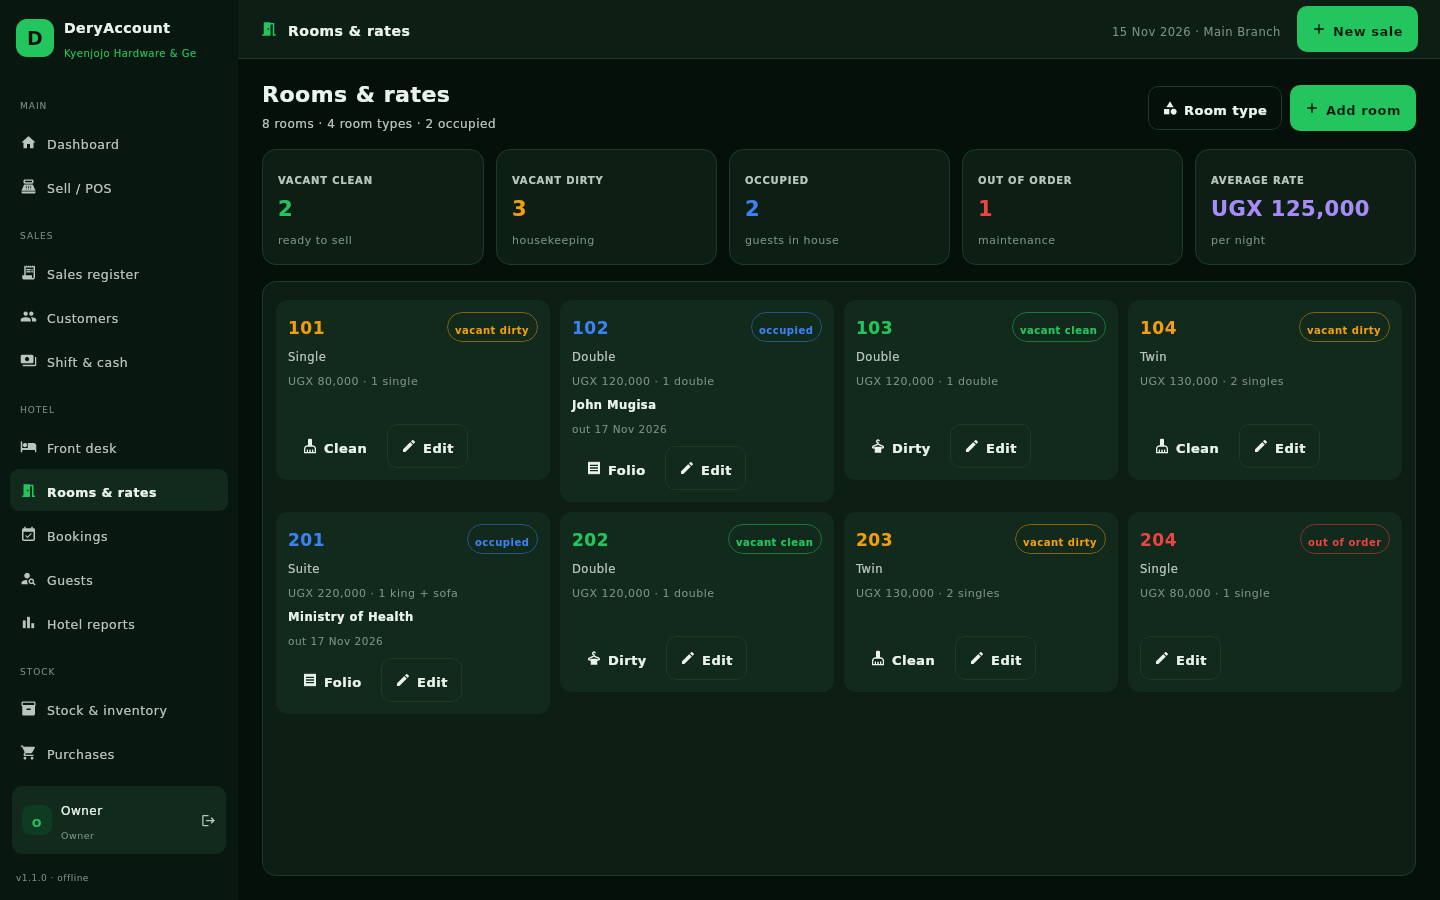 D
DeryAccount
Kyenjojo Hardware & Ge
MAIN
Dashboard
Sell / POS
SALES
Sales register
Customers
Shift & cash
HOTEL
Front desk
Rooms & rates
Bookings
Guests
Hotel reports
STOCK
Stock & inventory
Purchases
O
Owner
Owner
v1.1.0 · offline
Rooms & rates
15 Nov 2026 · Main Branch
New sale
Rooms & rates
8 rooms · 4 room types · 2 occupied
Room type
Add room
VACANT CLEAN
2
ready to sell
VACANT DIRTY
3
housekeeping
OCCUPIED
2
guests in house
OUT OF ORDER
1
maintenance
AVERAGE RATE
UGX 125,000
per night
101
vacant dirty
Single
UGX 80,000 · 1 single
Clean
Edit
102
occupied
Double
UGX 120,000 · 1 double
John Mugisa
out 17 Nov 2026
Folio
Edit
103
vacant clean
Double
UGX 120,000 · 1 double
Dirty
Edit
104
vacant dirty
Twin
UGX 130,000 · 2 singles
Clean
Edit
201
occupied
Suite
UGX 220,000 · 1 king + sofa
Ministry of Health
out 17 Nov 2026
Folio
Edit
202
vacant clean
Double
UGX 120,000 · 1 double
Dirty
Edit
203
vacant dirty
Twin
UGX 130,000 · 2 singles
Clean
Edit
204
out of order
Single
UGX 80,000 · 1 single
Edit